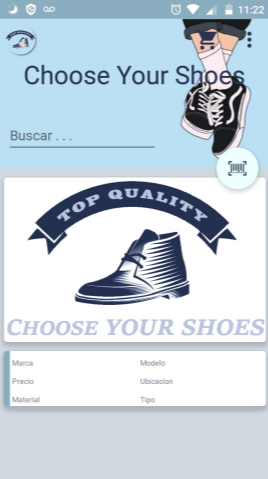 11:22
Choose Your Shoes
Buscar . . .
TOP QUALITY
CHOOSE YOUR SHOES
Marca
Modelo
Precio
Ubicacion
Material
Tipo